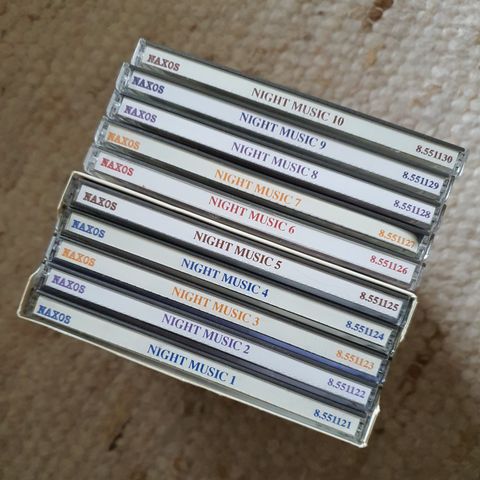 NAXOS NIGHT MUSIC 10 8.551130
NAXOS NIGHT MUSIC 9 8.551129
NAXOS NIGHT MUSIC 8 8.551128
NAXOS NIGHT MUSIC 7 8.551127
NAXOS NIGHT MUSIC 6 8.551126
NAXOS NIGHT MUSIC 5 8.551125
NAXOS NIGHT MUSIC 4 8.551124
NAXOS NIGHT MUSIC 3 8.551123
NAXOS NIGHT MUSIC 2 8.551122
NAXOS NIGHT MUSIC 1 8.551121